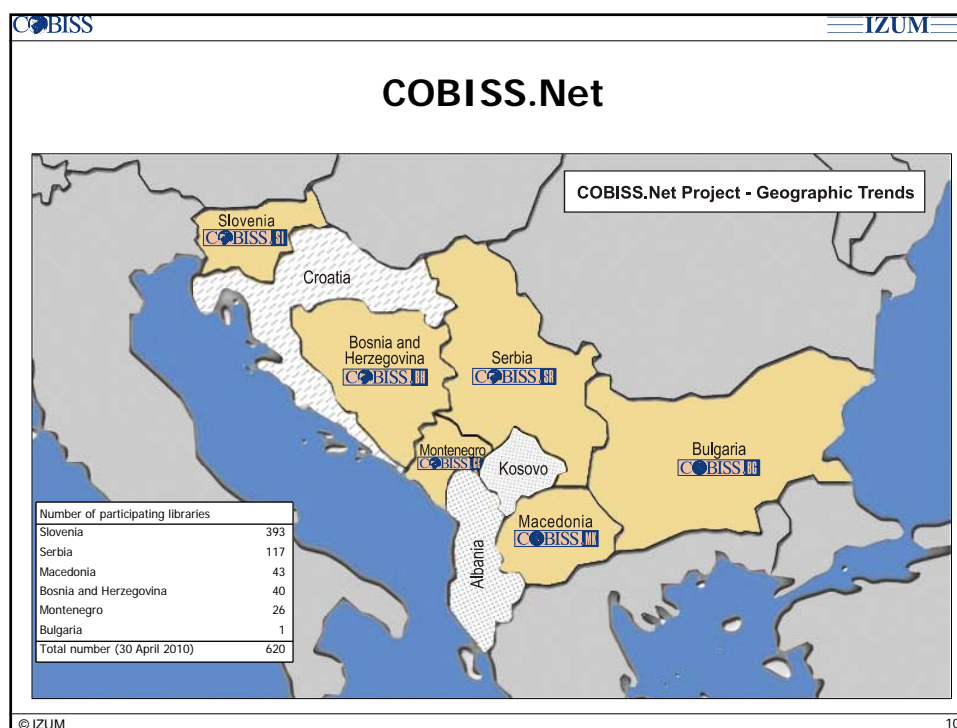 COBISS
IZUM
COBISS.Net
COBISS.Net Project - Geographic Trends
Slovenia
COBISS.SI
Croatia
Bosnia and
Herzegovina
COBISS.BH
Serbia
COBISS.SR
Montenegro
COBISS.CG
Kosovo
Bulgaria
COBISS.BG
Macedonia
COBISS.MK
Albania
Number of participating libraries
Slovenia 393
Serbia 117
Macedonia 43
Bosnia and Herzegovina 40
Montenegro 26
Bulgaria 1
Total number (30 April 2010) 620
© IZUM
10